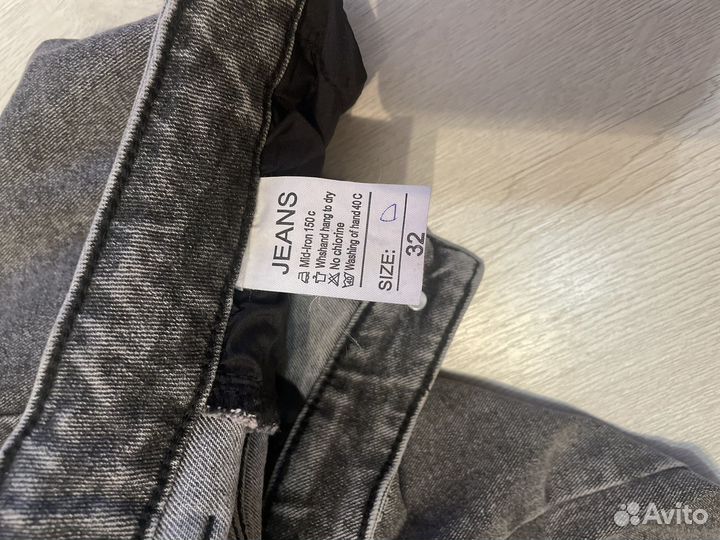 JEANS
Mid-Iron 150 c
Whshand hang to dry
No chlorine
Washing of hand 40 C
SIZE:
32
Avito